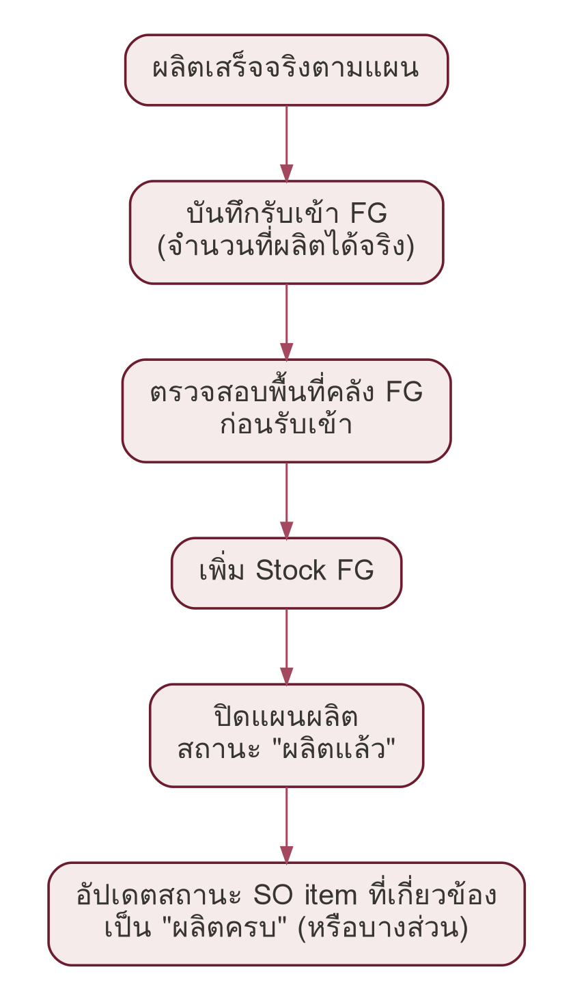 ผลิตเสร็จจริงตามแผน
บันทึกรับเข้า FG
(จำนวนที่ผลิตได้จริง)
ตรวจสอบพื้นที่คลัง FG
ก่อนรับเข้า
เพิ่ม Stock FG
ปิดแผนผลิต
สถานะ "ผลิตแล้ว"
อัปเดตสถานะ SO item ที่เกี่ยวข้อง
เป็น "ผลิตครบ" (หรือบางส่วน)